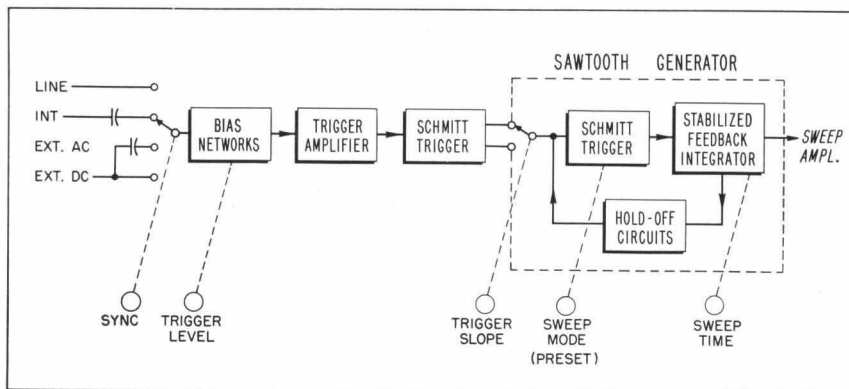 SAWTOOTH GENERATOR
LINE
INT
EXT. AC
EXT. DC
BIAS
NETWORKS
TRIGGER
AMPLIFIER
SCHMITT
TRIGGER
SCHMITT
TRIGGER
STABILIZED
FEEDBACK
INTEGRATOR
SWEEP
AMPL.
HOLD-OFF
CIRCUITS
SYNC
TRIGGER
LEVEL
TRIGGER
SLOPE
SWEEP
MODE
(PRESET)
SWEEP
TIME